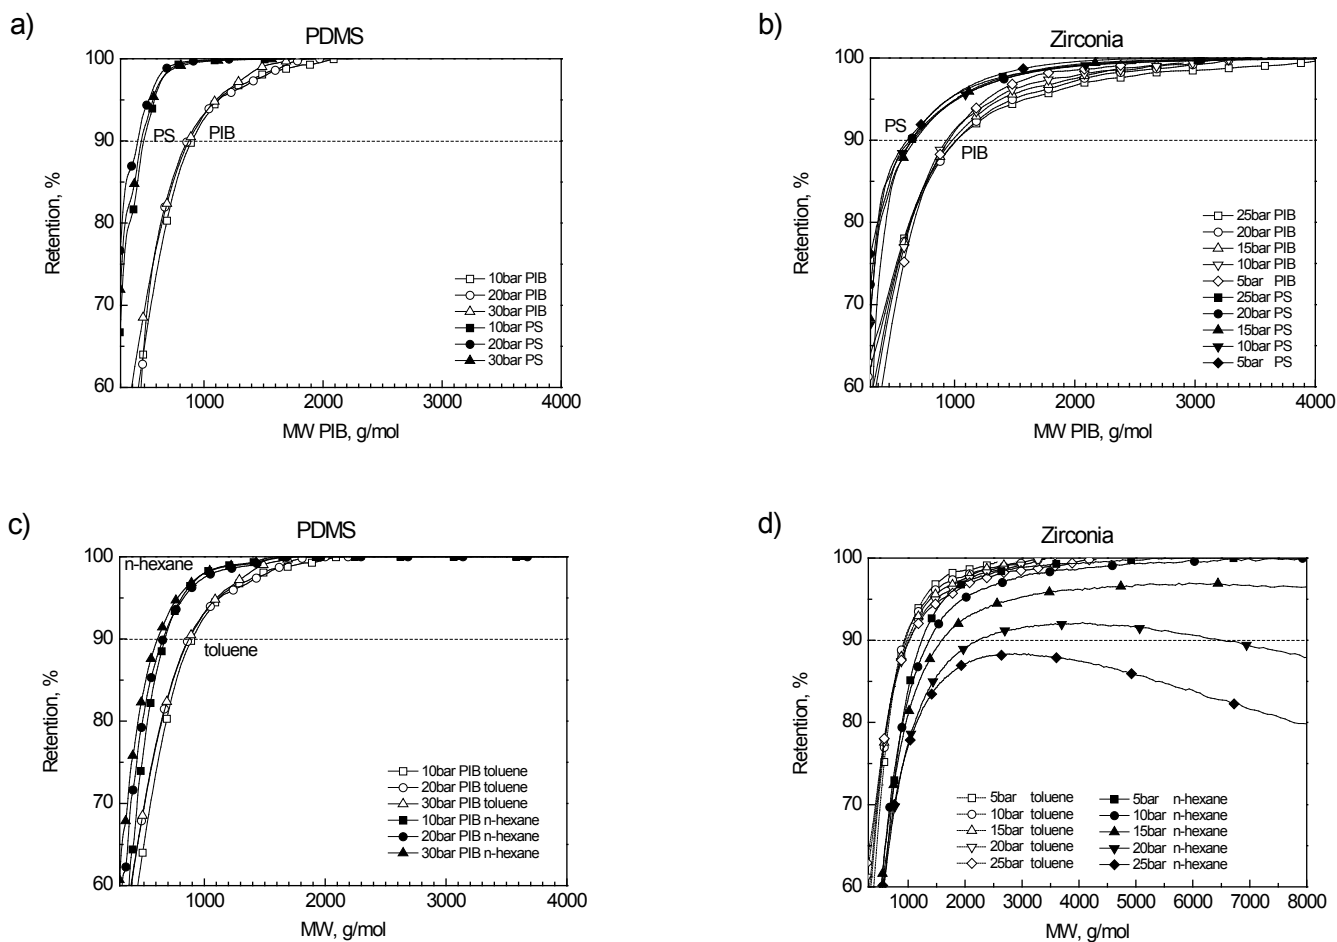 a)
PDMS
100
90
80
70
60
Retention, %
PS
PIB
10bar PIB
20bar PIB
30bar PIB
10bar PS
20bar PS
30bar PS
1000
2000
3000
4000
MW PIB, g/mol
b)
Zirconia
100
90
80
70
60
Retention, %
PS
PIB
25bar PIB
20bar PIB
15bar PIB
10bar PIB
5bar PIB
25bar PS
20bar PS
15bar PS
10bar PS
5bar PS
1000
2000
3000
4000
MW PIB, g/mol
c)
PDMS
100
90
80
70
60
Retention, %
n-hexane
toluene
10bar PIB toluene
20bar PIB toluene
30bar PIB toluene
10bar PIB n-hexane
20bar PIB n-hexane
30bar PIB n-hexane
1000
2000
3000
4000
MW, g/mol
d)
Zirconia
100
90
80
70
60
Retention, %
5bar toluene
10bar toluene
15bar toluene
20bar toluene
25bar toluene
5bar n-hexane
10bar n-hexane
15bar n-hexane
20bar n-hexane
25bar n-hexane
1000 2000 3000 4000 5000 6000 7000 8000
MW, g/mol